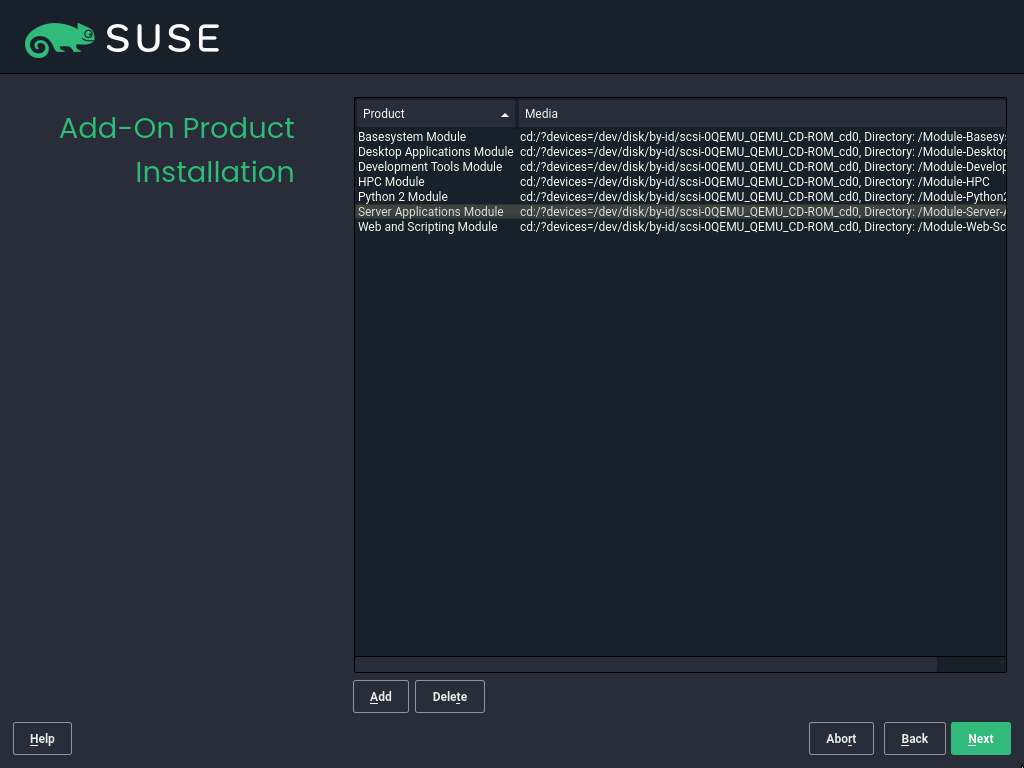 SUSE
Add-On Product
Installation
Product Media
Basesystem Module cd:/?devices=/dev/disk/by-id/scsi-0QEMU_QEMU_CD-ROM_cd0, Directory: /Module-Basesy
Desktop Applications Module cd:/?devices=/dev/disk/by-id/scsi-0QEMU_QEMU_CD-ROM_cd0, Directory: /Module-Desktop
Development Tools Module cd:/?devices=/dev/disk/by-id/scsi-0QEMU_QEMU_CD-ROM_cd0, Directory: /Module-Develop
HPC Module cd:/?devices=/dev/disk/by-id/scsi-0QEMU_QEMU_CD-ROM_cd0, Directory: /Module-HPC
Python 2 Module cd:/?devices=/dev/disk/by-id/scsi-0QEMU_QEMU_CD-ROM_cd0, Directory: /Module-Python2
Server Applications Module cd:/?devices=/dev/disk/by-id/scsi-0QEMU_QEMU_CD-ROM_cd0, Directory: /Module-Server-A
Web and Scripting Module cd:/?devices=/dev/disk/by-id/scsi-0QEMU_QEMU_CD-ROM_cd0, Directory: /Module-Web-Sc
Add Delete
Help Abort Back Next